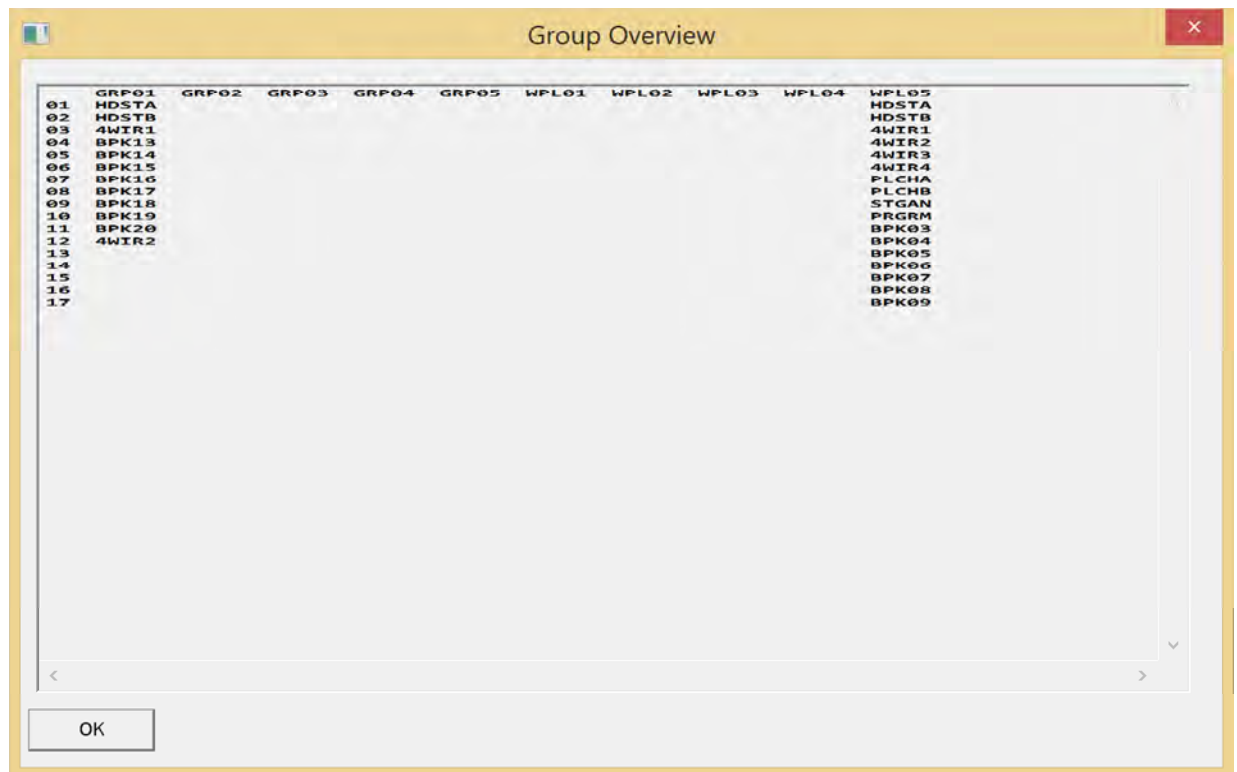 Group Overview
GRP01 GRP02 GRP03 GRP04 GRP05 WPL01 WPL02 WPL03 WPL04 WPL05
01 HDSTA HDSTA
02 HDSTB HDSTB
03 4WIR1 4WIR1
04 BPK13 4WIR2
05 BPK14 4WIR3
06 BPK15 4WIR4
07 BPK16 PLCHA
08 BPK17 PLCHB
09 BPK18 STGAN
10 BPK19 PRGRM
11 BPK20 BPK03
12 4WIR2 BPK04
13 BPK05
14 BPK06
15 BPK07
16 BPK08
17 BPK09
OK